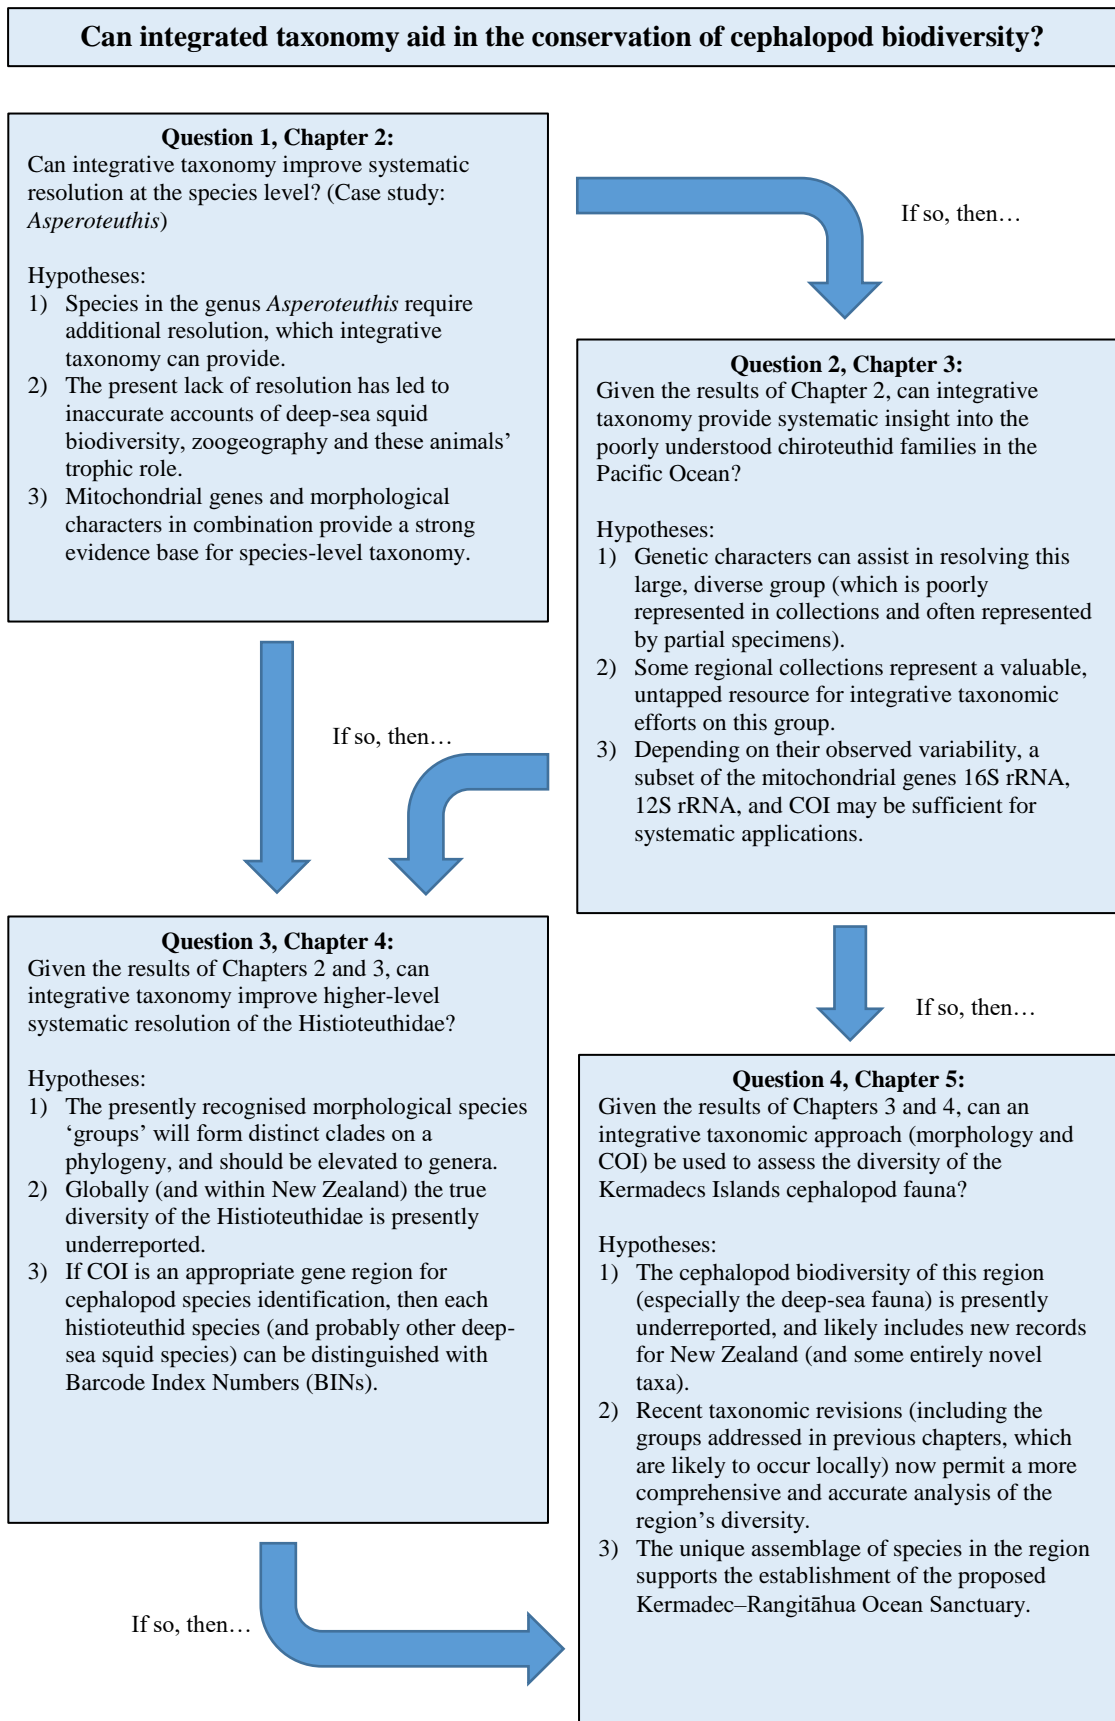 Can integrated taxonomy aid in the conservation of cephalopod biodiversity?
Question 1, Chapter 2:
Can integrative taxonomy improve systematic
resolution at the species level? (Case study:
Asperoteuthis)
Hypotheses:
1) Species in the genus Asperoteuthis require
additional resolution, which integrative
taxonomy can provide.
2) The present lack of resolution has led to
inaccurate accounts of deep-sea squid
biodiversity, zoogeography and these animals’
trophic role.
3) Mitochondrial genes and morphological
characters in combination provide a strong
evidence base for species-level taxonomy.
If so, then…
Question 2, Chapter 3:
Given the results of Chapter 2, can integrative
taxonomy provide systematic insight into the
poorly understood chiroteuthid families in the
Pacific Ocean?
Hypotheses:
1) Genetic characters can assist in resolving this
large, diverse group (which is poorly
represented in collections and often represented
by partial specimens).
2) Some regional collections represent a valuable,
untapped resource for integrative taxonomic
efforts on this group.
3) Depending on their observed variability, a
subset of the mitochondrial genes 16S rRNA,
12S rRNA, and COI may be sufficient for
systematic applications.
If so, then…
Question 3, Chapter 4:
Given the results of Chapters 2 and 3, can
integrative taxonomy improve higher-level
systematic resolution of the Histioteuthidae?
Hypotheses:
1) The presently recognised morphological species
‘groups’ will form distinct clades on a
phylogeny, and should be elevated to genera.
2) Globally (and within New Zealand) the true
diversity of the Histioteuthidae is presently
underreported.
3) If COI is an appropriate gene region for
cephalopod species identification, then each
histioteuthid species (and probably other deep-
sea squid species) can be distinguished with
Barcode Index Numbers (BINs).
If so, then…
Question 4, Chapter 5:
Given the results of Chapters 3 and 4, can an
integrative taxonomic approach (morphology and
COI) be used to assess the diversity of the
Kermadecs Islands cephalopod fauna?
Hypotheses:
1) The cephalopod biodiversity of this region
(especially the deep-sea fauna) is presently
underreported, and likely includes new records
for New Zealand (and some entirely novel
taxa).
2) Recent taxonomic revisions (including the
groups addressed in previous chapters, which
are likely to occur locally) now permit a more
comprehensive and accurate analysis of the
region’s diversity.
3) The unique assemblage of species in the region
supports the establishment of the proposed
Kermadec–Rangitāhua Ocean Sanctuary.
If so, then…